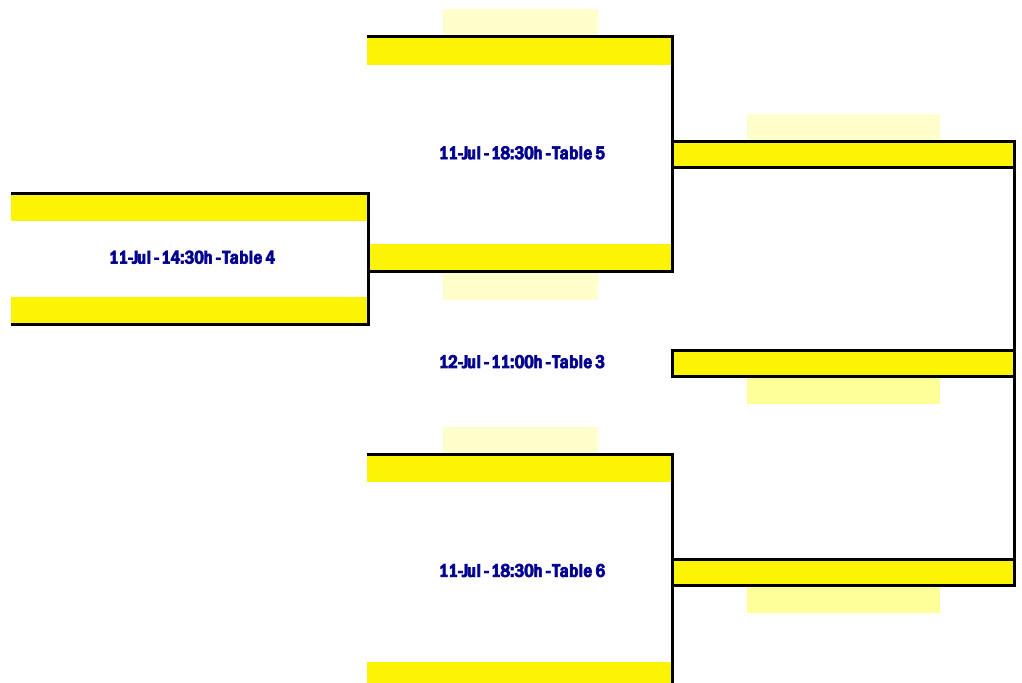 11-Jul - 18:30h -Table 5
11-Jul - 14:30h -Table 4
12-Jul - 11:00h -Table 3
11-Jul - 18:30h -Table 6